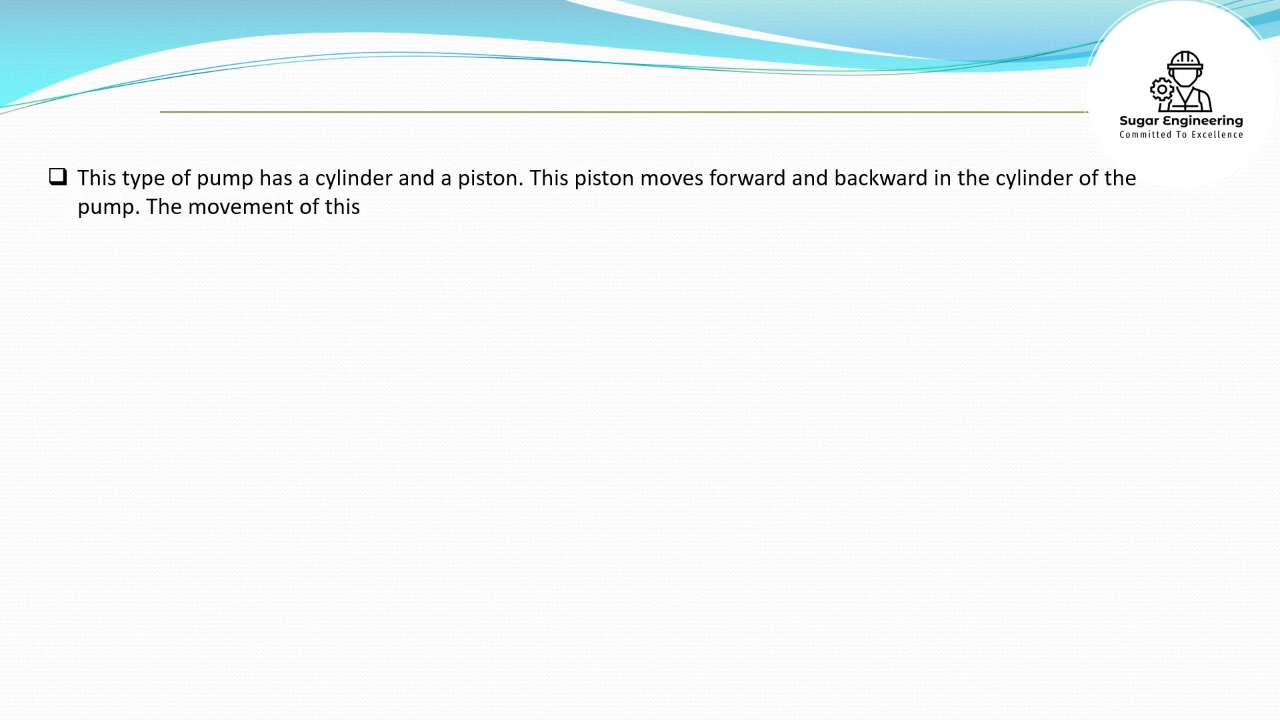 Sugar Engineering
Committed To Excellence
This type of pump has a cylinder and a piston. This piston moves forward and backward in the cylinder of the
pump. The movement of this